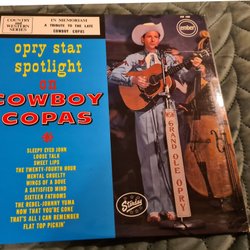 COUNTRY
AND
WESTERN
SERIES
IN MEMORIAM
A TRIBUTE TO THE LATE
COWBOY COPAS
ember
opry star
spotlight
on
COWBOY
COPAS
SLEEPY EYED JOHN
LOOSE TALK
SWEET LIPS
THE TWENTY-FOURTH HOUR
MENTAL CRUELTY
WINGS OF A DOVE
A SATISFIED MIND
SIXTEEN FATHOMS
THE REBEL-JOHNNY YUMA
NOW THAT YOU'RE GONE
THAT'S ALL I CAN REMEMBER
FLAT TOP PICKIN'
GRAND OLE OPRY
Starday